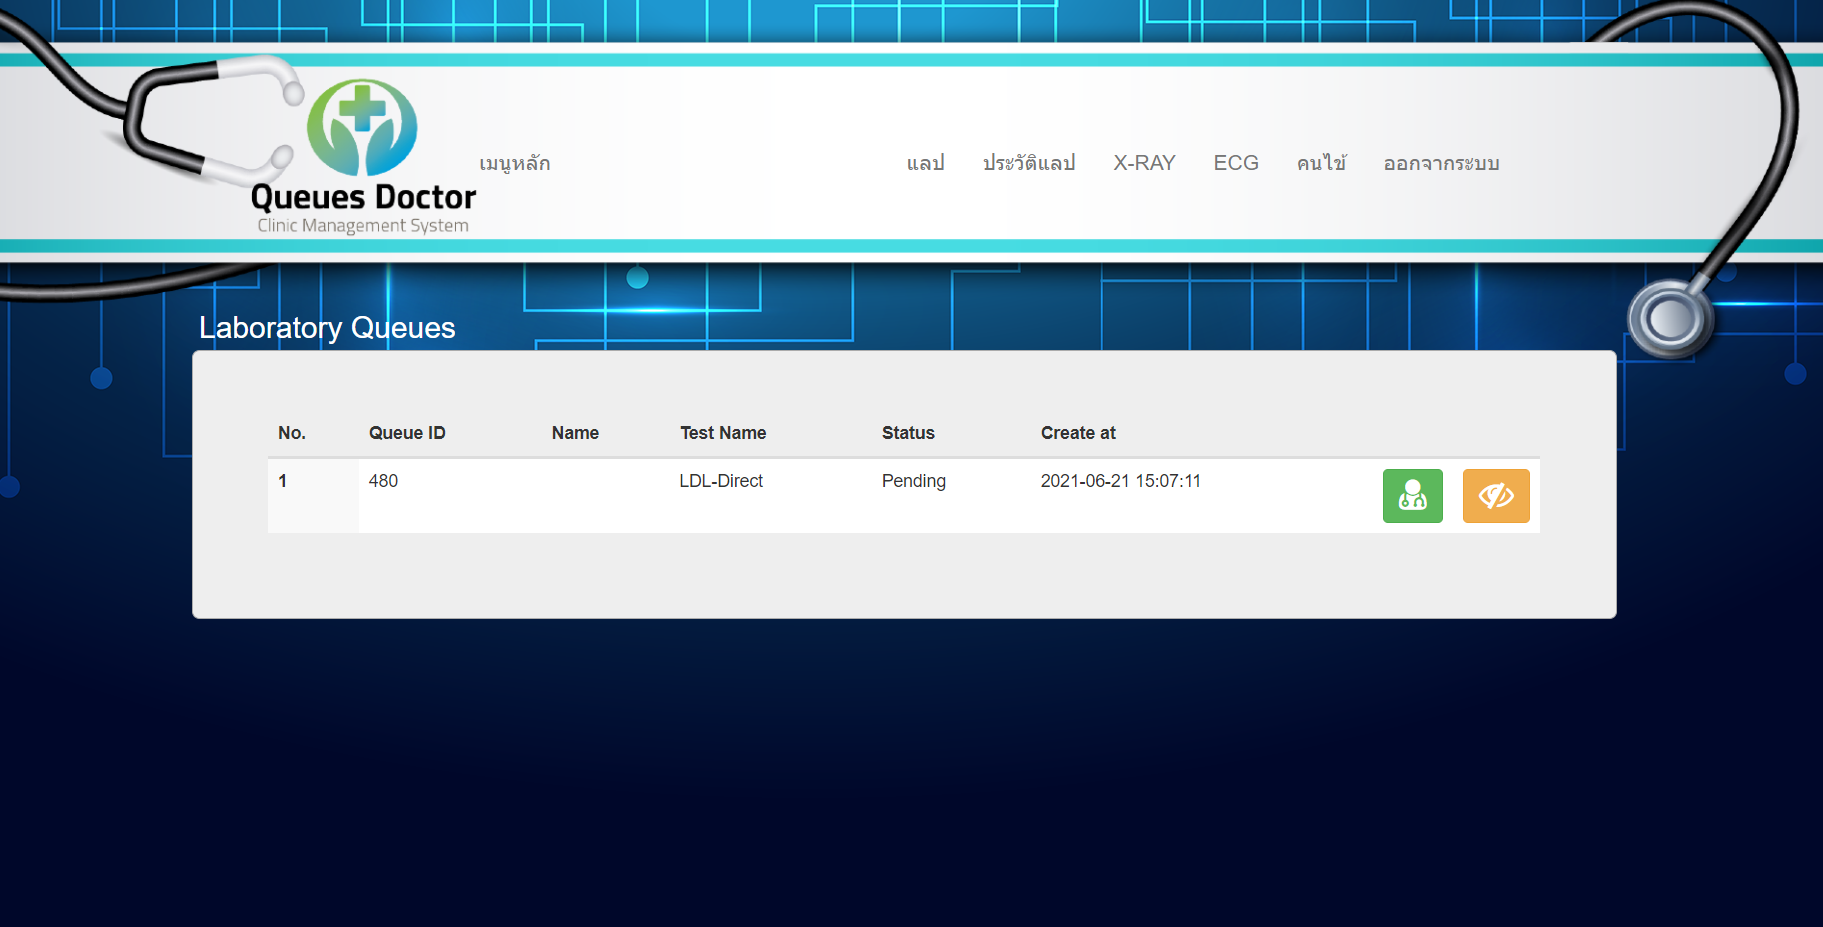 Queues Doctor
Clinic Management System
เมนูหลัก แลป ประวัติแลป X-RAY ECG คนไข้ ออกจากระบบ
Laboratory Queues
No. Queue ID Name Test Name Status Create at
1 480 LDL-Direct Pending 2021-06-21 15:07:11